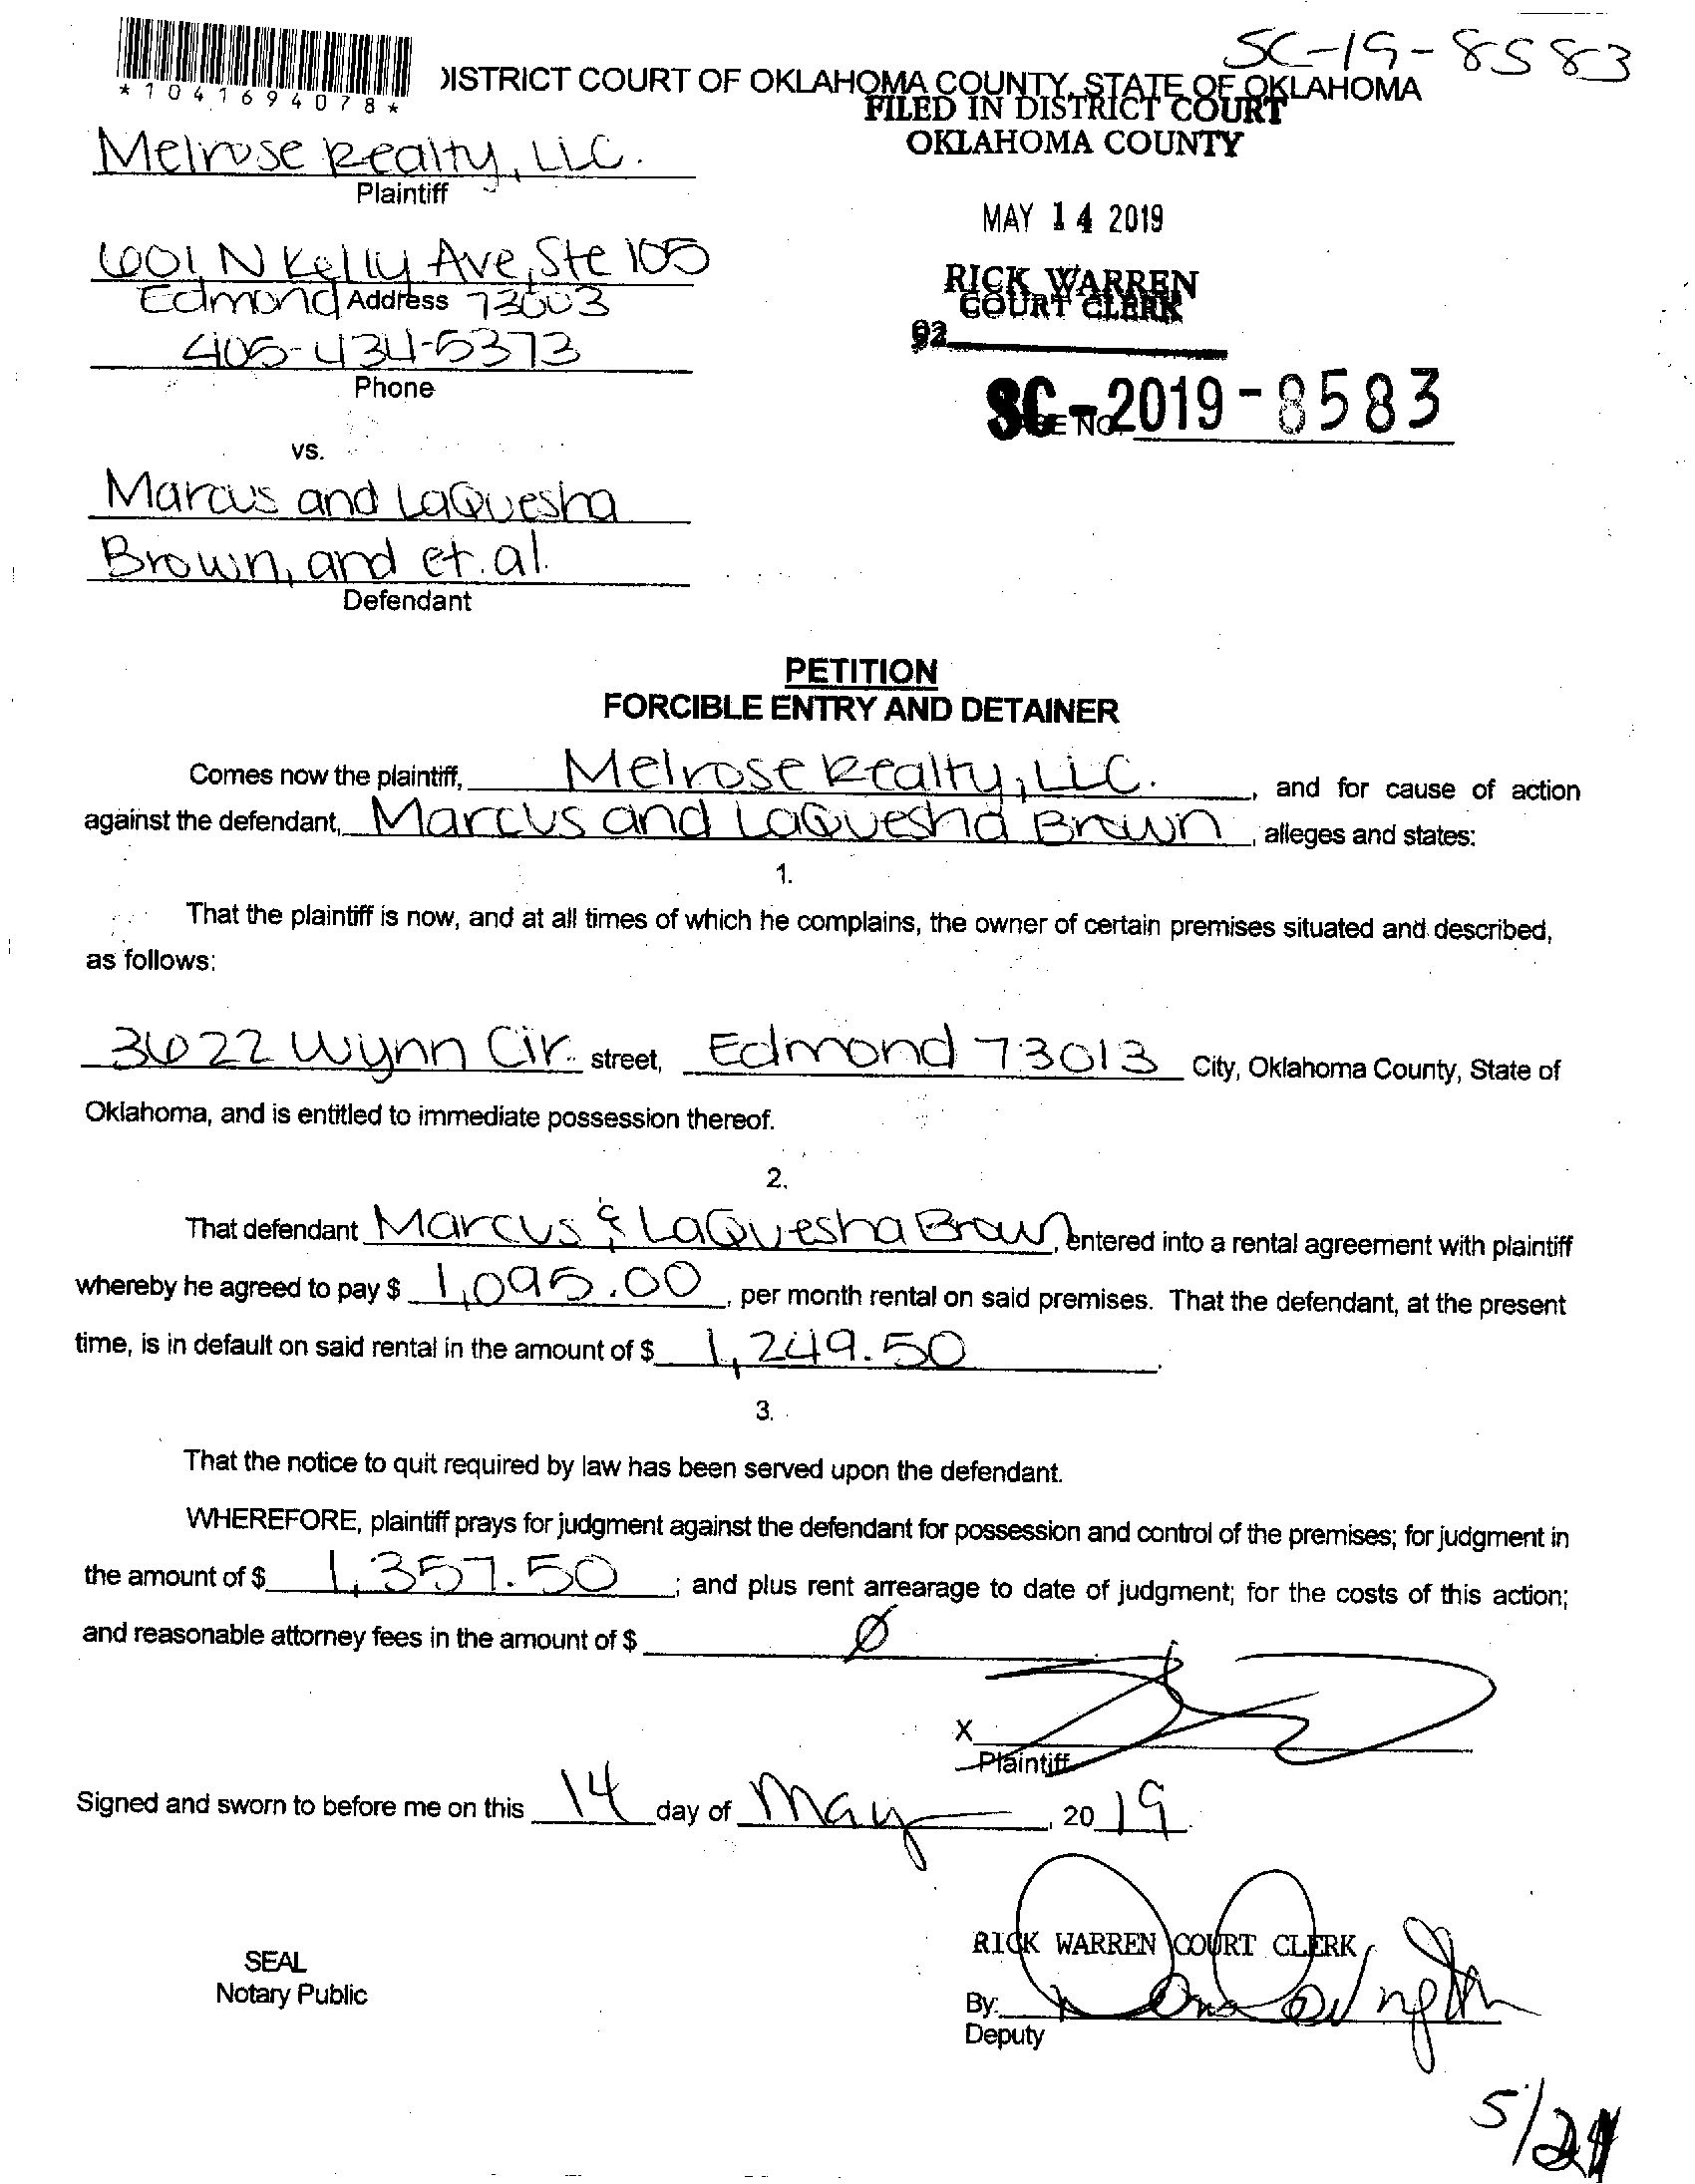 SC-19-8583
*1041694078*
DISTRICT COURT OF OKLAHOMA COUNTY, STATE OF OKLAHOMA
FILED IN DISTRICT COURT
OKLAHOMA COUNTY
Melrose Realty, LLC.
Plaintiff
MAY 14 2019
601 N Kelly Ave, Ste 105
Edmond Address 73003
RICK WARREN
COURT CLERK
92
405-434-5373
Phone
SC-2019-8583
vs.
Marcus and LaQuesha
Brown, and et. al.
Defendant
PETITION
FORCIBLE ENTRY AND DETAINER
Comes now the plaintiff, Melrose Realty, LLC. , and for cause of action
against the defendant, Marcus and LaQuesha Brown , alleges and states:
1.
That the plaintiff is now, and at all times of which he complains, the owner of certain premises situated and described,
as follows:
3622 Wynn Cir. street, Edmond 73013 City, Oklahoma County, State of
Oklahoma, and is entitled to immediate possession thereof.
2.
That defendant Marcus & LaQuesha Brown, entered into a rental agreement with plaintiff
whereby he agreed to pay $ 1,095.00 , per month rental on said premises. That the defendant, at the present
time, is in default on said rental in the amount of $ 1,249.50 .
3.
That the notice to quit required by law has been served upon the defendant.
WHEREFORE, plaintiff prays for judgment against the defendant for possession and control of the premises; for judgment in
the amount of $ 1,357.50 ; and plus rent arrearage to date of judgment; for the costs of this action;
and reasonable attorney fees in the amount of $ Ø
X
Plaintiff
Signed and sworn to before me on this 14 day of May , 20 19
RICK WARREN COURT CLERK
SEAL
Notary Public
By:
Deputy